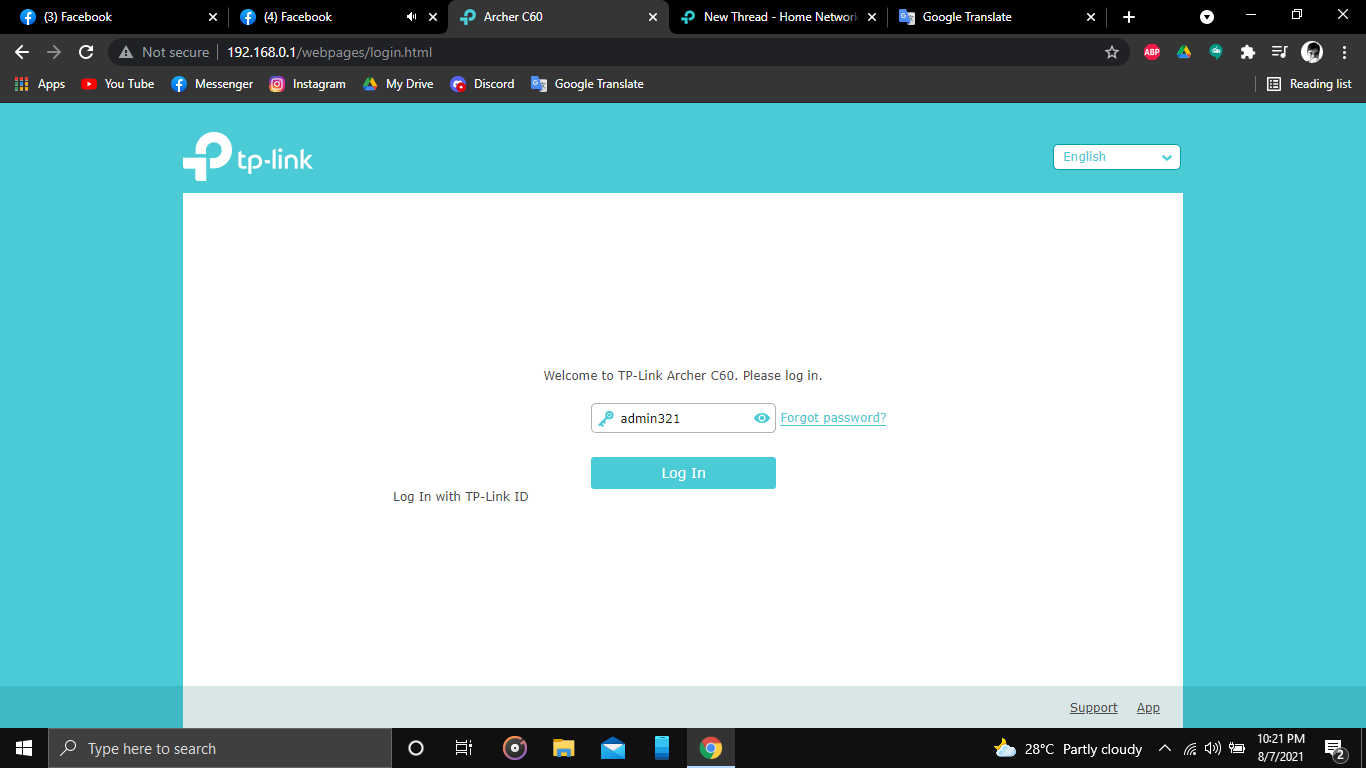 (3) Facebook
(4) Facebook
Archer C60
New Thread - Home Network
Google Translate
Not secure
192.168.0.1/webpages/login.html
ABP
Apps
You Tube
Messenger
Instagram
My Drive
Discord
Google Translate
Reading list
tp-link
English
Welcome to TP-Link Archer C60. Please log in.
admin321
Forgot password?
Log In
Log In with TP-Link ID
Support
App
Type here to search
28°C Partly cloudy
10:21 PM
8/7/2021
2